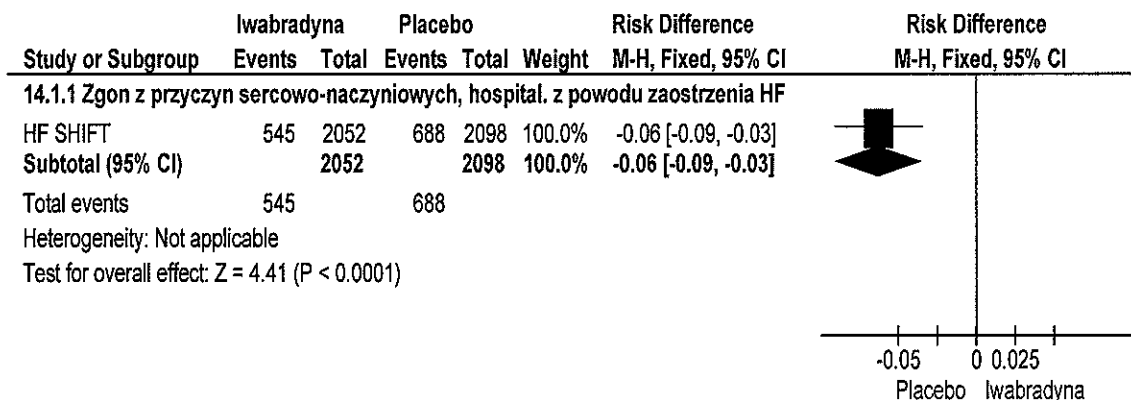 Iwabradyna Placebo Risk Difference Risk Difference
Study or Subgroup Events Total Events Total Weight M-H, Fixed, 95% CI M-H, Fixed, 95% CI
14.1.1 Zgon z przyczyn sercowo-naczyniowych, hospital. z powodu zaostrzenia HF
HF SHIFT 545 2052 688 2098 100.0% -0.06 [-0.09, -0.03]
Subtotal (95% CI) 2052 2098 100.0% -0.06 [-0.09, -0.03]
Total events 545 688
Heterogeneity: Not applicable
Test for overall effect: Z = 4.41 (P < 0.0001)
-0.05 0 0.025
Placebo Iwabradyna